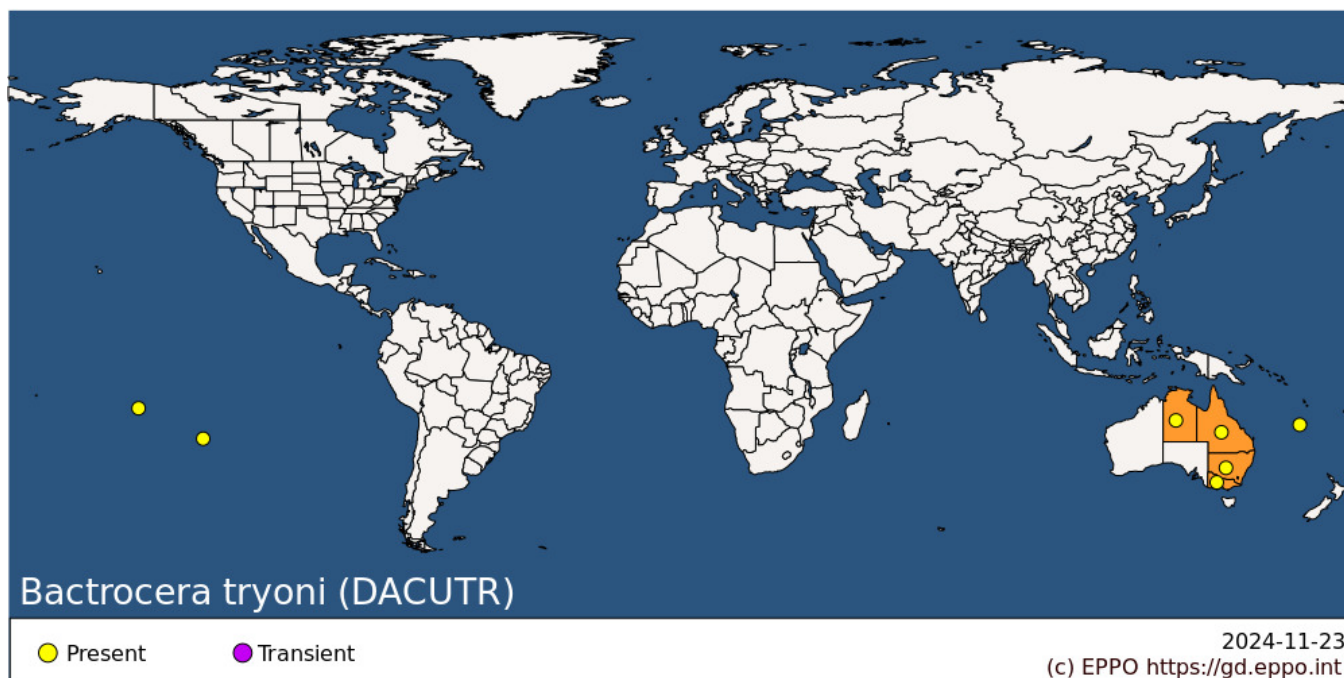 Bactrocera tryoni (DACUTR)
Present
Transient
2024-11-23
(c) EPPO https://gd.eppo.int